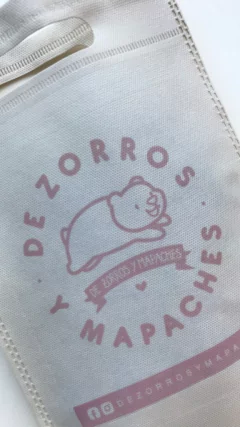 DE ZORROS
Y MAPACHES
DE ZORROS Y MAPACHES
DEZORROSYMAPA